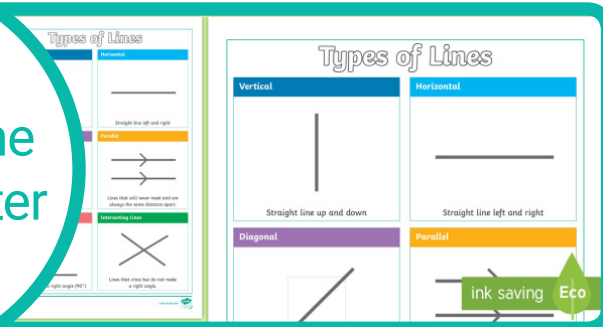 ne
ter
Types of Lines
Horizontal
Straight line left and right
Parallel
Lines that will never meet and are
always the same distance apart.
Intersecting Lines
Lines that cross but do not make
a right angle.
right angle (90°)
Types of Lines
Vertical
Horizontal
Straight line up and down
Straight line left and right
Diagonal
Parallel
ink saving
Eco